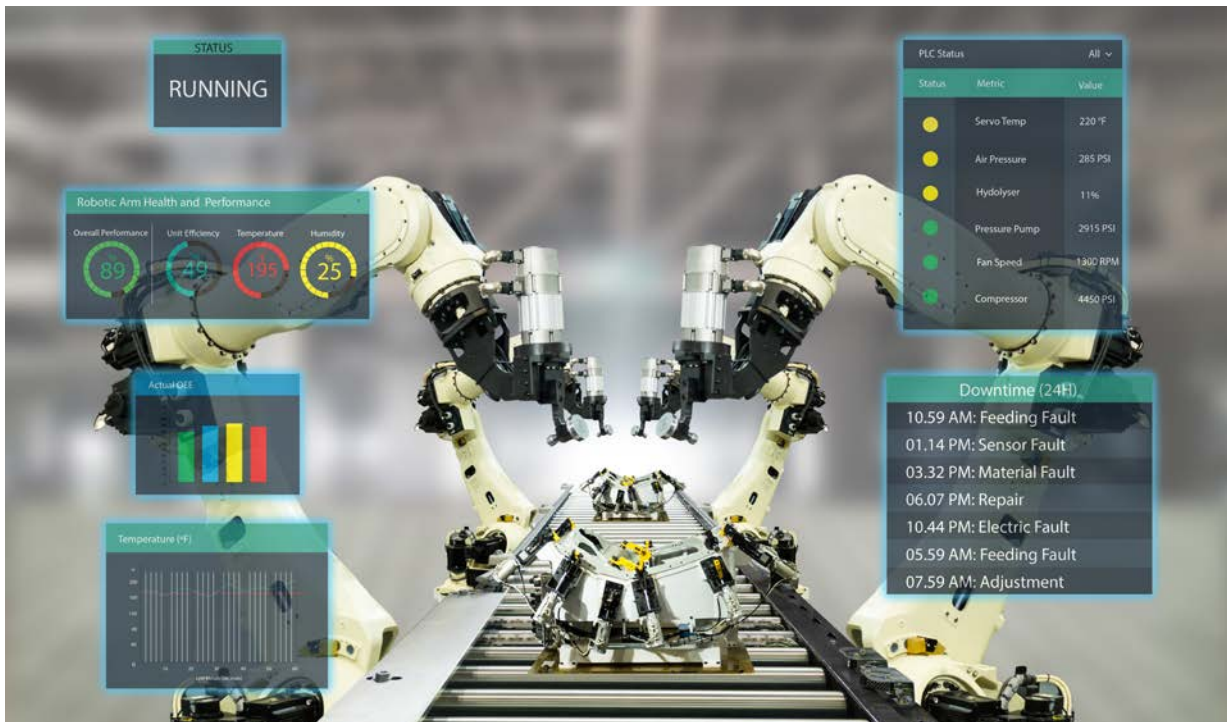 STATUS
RUNNING
Robotic Arm Health and Performance
Overall Performance Unit Efficiency Temperature Humidity
% 89
49
195
% 25
Actual OEE
Temperature (ºF)
PLC Status All
Status Metric Value
Servo Temp 220 ºF
Air Pressure 285 PSI
Hydolyser 11%
Pressure Pump 2915 PSI
Fan Speed 1300 RPM
Compressor 4450 PSI
Downtime (24H)
10.59 AM: Feeding Fault
01.14 PM: Sensor Fault
03.32 PM: Material Fault
06.07 PM: Repair
10.44 PM: Electric Fault
05.59 AM: Feeding Fault
07.59 AM: Adjustment